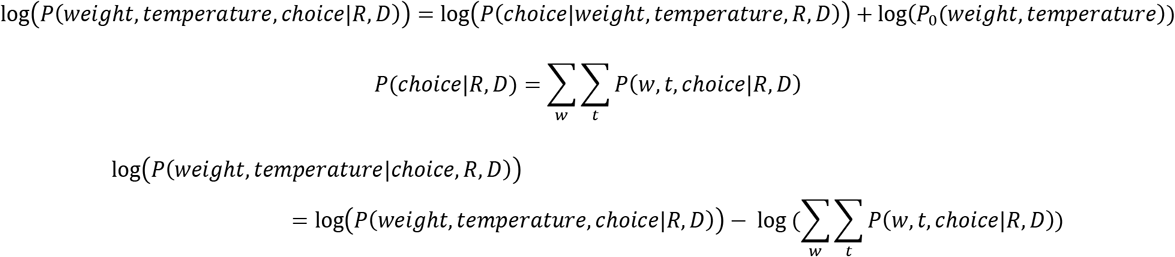 log(P(weight, temperature, choice|R, D)) = log(P(choice|weight, temperature, R, D)) + log(P₀(weight, temperature))
P(choice|R, D) = ∑_w ∑_t P(w, t, choice|R, D)
log(P(weight, temperature|choice, R, D))
= log(P(weight, temperature, choice|R, D)) − log (∑_w ∑_t P(w, t, choice|R, D))